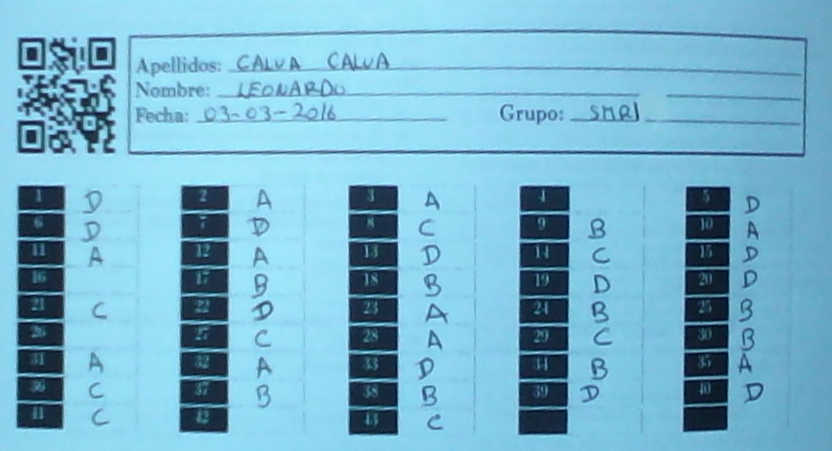 Apellidos: CALVA CALVA
Nombre: LEONARDO
Fecha: 03-03-2016 Grupo: SMR1
1 D 2 A 3 A 4 5 D
6 D 7 D 8 C 9 B 10 A
11 A 12 A 13 D 14 C 15 D
16 17 B 18 B 19 D 20 D
21 C 22 D 23 A 24 B 25 B
26 27 C 28 A 29 C 30 B
31 A 32 A 33 D 34 B 35 A
36 C 37 B 38 B 39 D 40 D
41 C 42 43 C